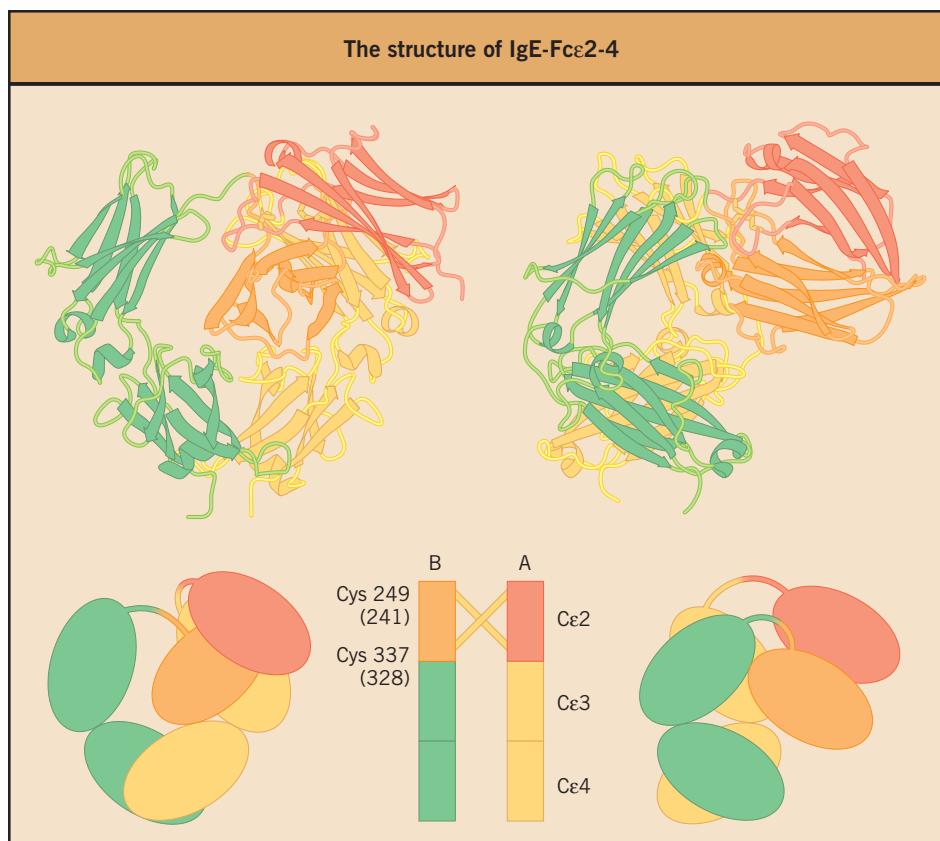 The structure of IgE-Fcε2-4
B A
Cys 249
(241)
Cε2
Cys 337
(328)
Cε3
Cε4